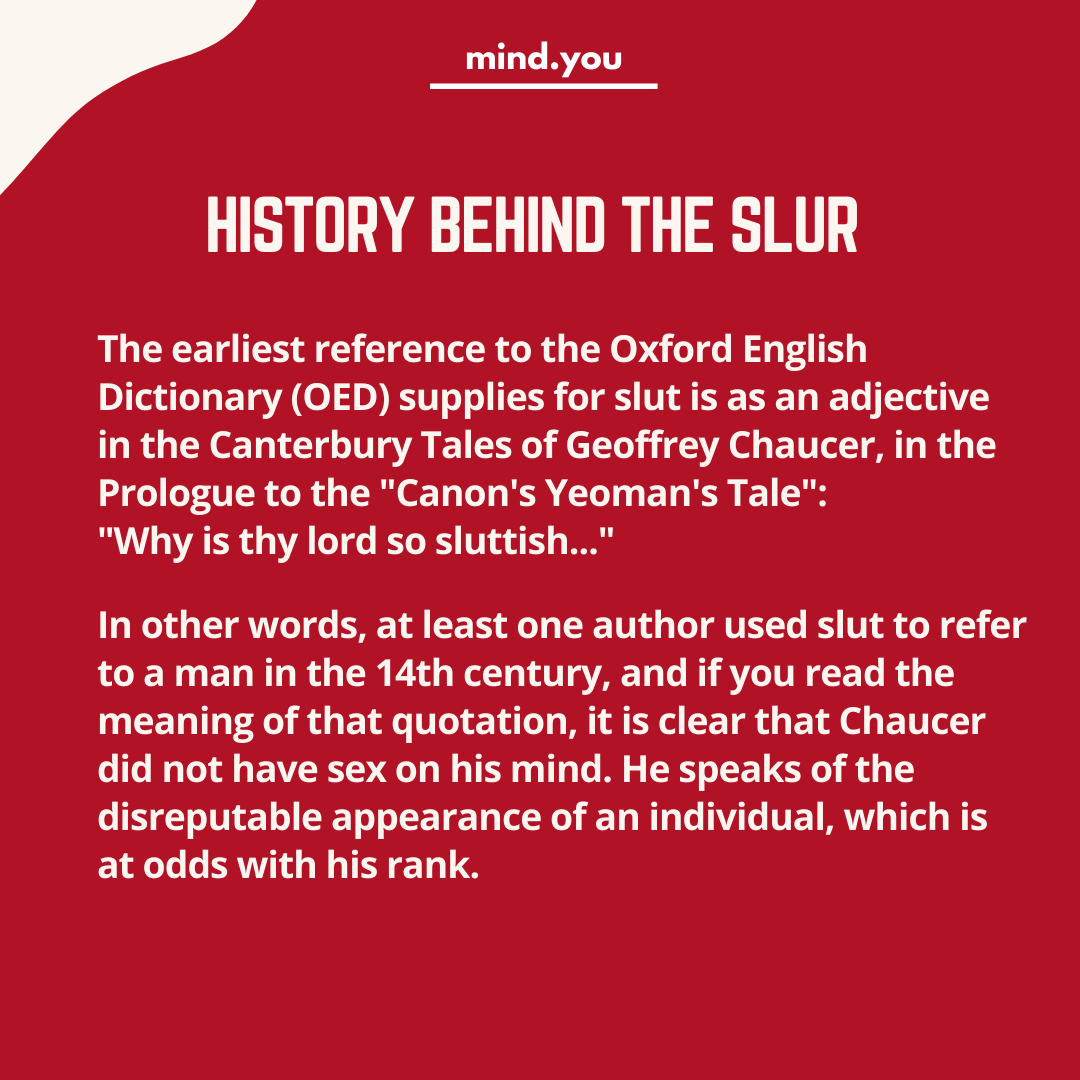 mind.you
HISTORY BEHIND THE SLUR
The earliest reference to the Oxford English
Dictionary (OED) supplies for slut is as an adjective
in the Canterbury Tales of Geoffrey Chaucer, in the
Prologue to the "Canon's Yeoman's Tale":
"Why is thy lord so sluttish..."
In other words, at least one author used slut to refer
to a man in the 14th century, and if you read the
meaning of that quotation, it is clear that Chaucer
did not have sex on his mind. He speaks of the
disreputable appearance of an individual, which is
at odds with his rank.